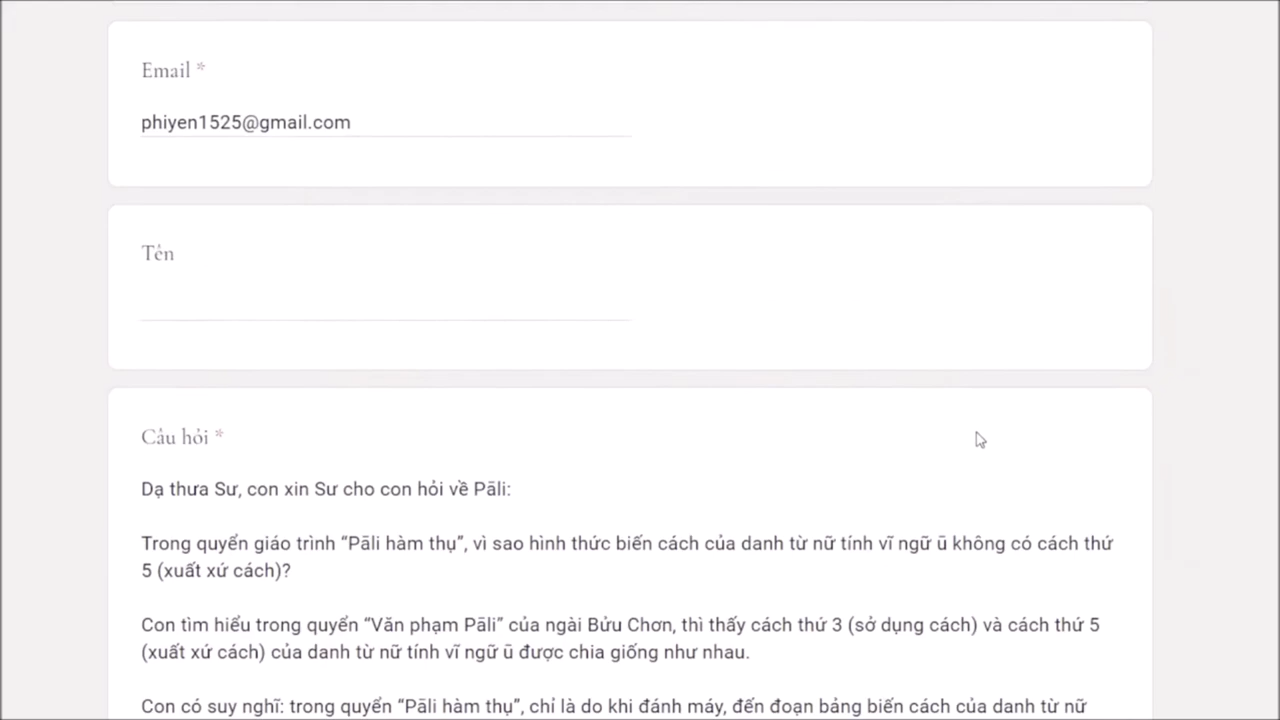 Email *
phiyen1525@gmail.com
Tên
Câu hỏi *
Dạ thưa Sư, con xin Sư cho con hỏi về Pāli:
Trong quyển giáo trình “Pāli hàm thụ”, vì sao hình thức biến cách của danh từ nữ tính vĩ ngữ ū không có cách thứ
5 (xuất xứ cách)?
Con tìm hiểu trong quyển “Văn phạm Pāli” của ngài Bửu Chơn, thì thấy cách thứ 3 (sở dụng cách) và cách thứ 5
(xuất xứ cách) của danh từ nữ tính vĩ ngữ ū được chia giống như nhau.
Con có suy nghĩ: trong quyển “Pāli hàm thụ”, chỉ là do khi đánh máy, đến đoạn bảng biến cách của danh từ nữ